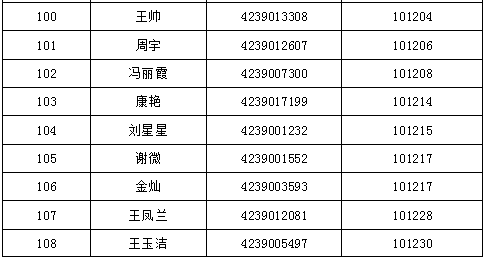 100 王帅 4239013308 101204
101 周宇 4239012607 101206
102 冯丽霞 4239007300 101208
103 康艳 4239017199 101214
104 刘星星 4239001232 101215
105 谢微 4239001552 101217
106 金灿 4239003593 101217
107 王凤兰 4239012081 101228
108 王玉洁 4239005497 101230